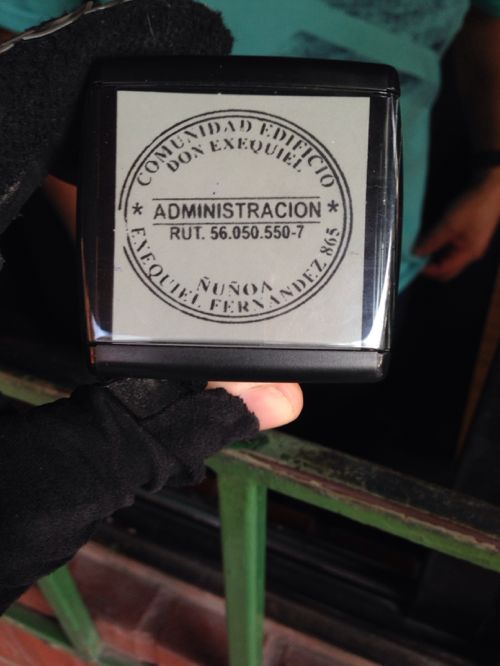 COMUNIDAD EDIFICIO
DON EXEQUIEL
* ADMINISTRACION *
RUT. 56.050.550-7
ÑUÑOA
EXEQUIEL FERNANDEZ 865